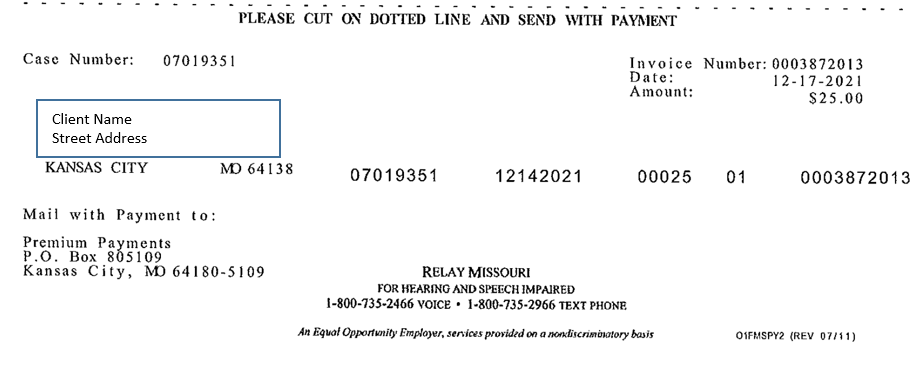 PLEASE CUT ON DOTTED LINE AND SEND WITH PAYMENT
Case Number: 07019351
Invoice Number: 0003872013
Date: 12-17-2021
Amount: $25.00
Client Name
Street Address
KANSAS CITY MO 64138
07019351 12142021 00025 01 0003872013
Mail with Payment to:
Premium Payments
P.O. Box 805109
Kansas City, MO 64180-5109
RELAY MISSOURI
FOR HEARING AND SPEECH IMPAIRED
1-800-735-2466 VOICE • 1-800-735-2966 TEXT PHONE
An Equal Opportunity Employer, services provided on a nondiscriminatory basis
O1FMSPY2 (REV 07/11)